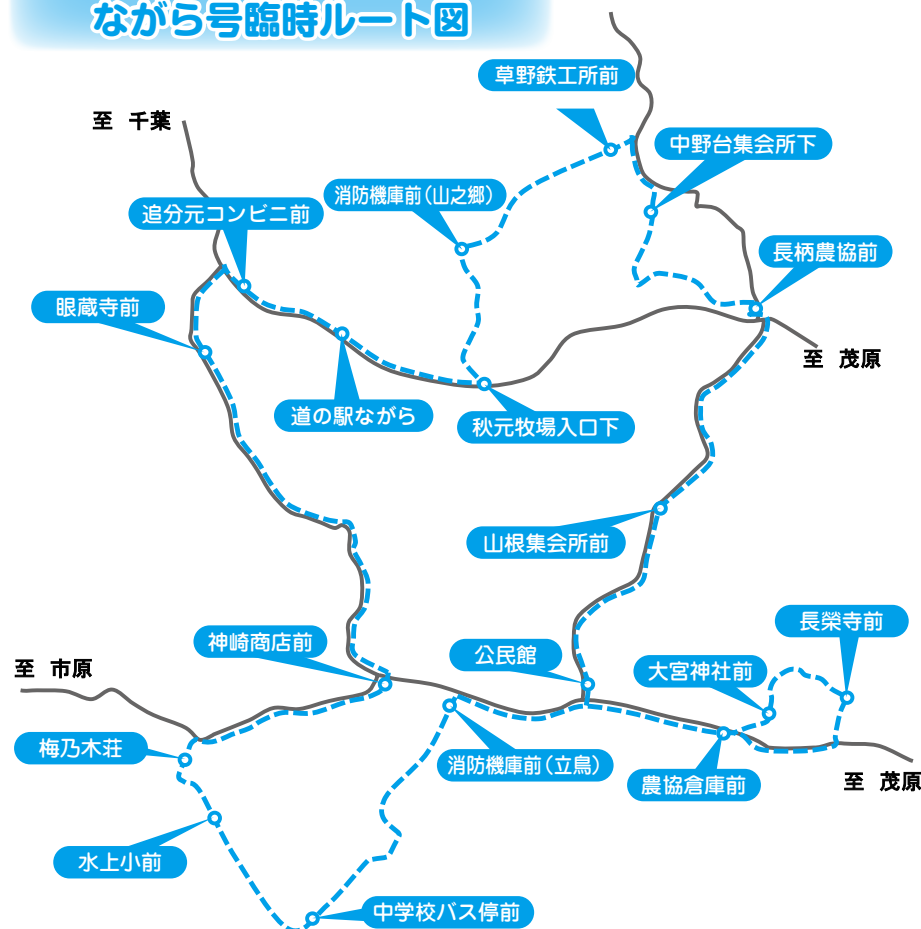 ながら号臨時ルート図
草野鉄工所前
至 千葉
中野台集会所下
消防機庫前(山之郷)
追分元コンビニ前
長柄農協前
眼蔵寺前
至 茂原
道の駅ながら
秋元牧場入口下
山根集会所前
長榮寺前
神崎商店前
公民館
大宮神社前
至 市原
梅乃木荘
消防機庫前(立鳥)
農協倉庫前
至 茂原
水上小前
中学校バス停前